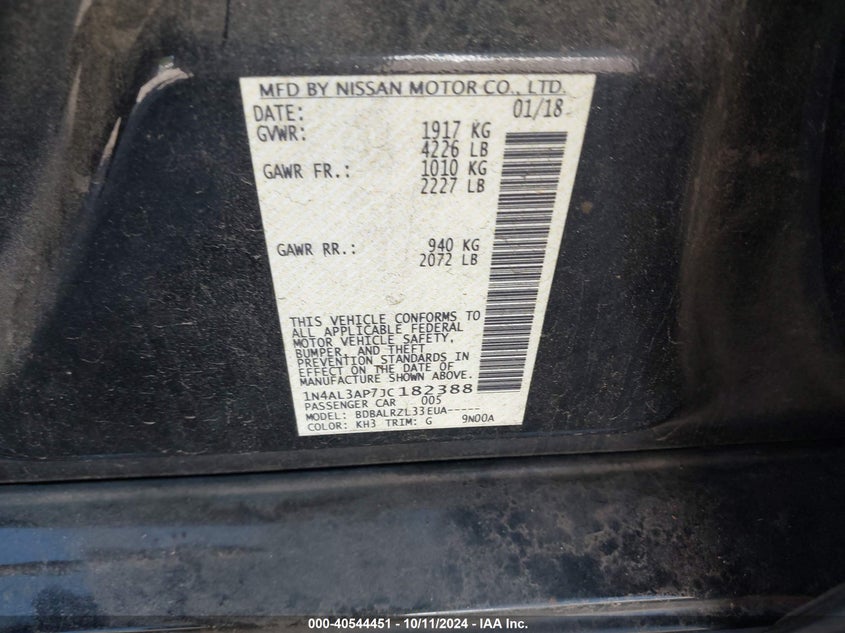 MFD BY NISSAN MOTOR CO., LTD.
DATE: 01/18
GVWR: 1917 KG
4226 LB
GAWR FR.: 1010 KG
2227 LB
GAWR RR.: 940 KG
2072 LB
THIS VEHICLE CONFORMS TO
ALL APPLICABLE FEDERAL
MOTOR VEHICLE SAFETY,
BUMPER, AND THEFT
PREVENTION STANDARDS IN
EFFECT ON THE DATE OF
MANUFACTURE SHOWN ABOVE.
1N4AL3AP7JC182388
PASSENGER CAR 005
MODEL: BDBALRZL33EUA-----
COLOR: KH3 TRIM: G 9N00A
000-40544451 - 10/11/2024 - IAA Inc.